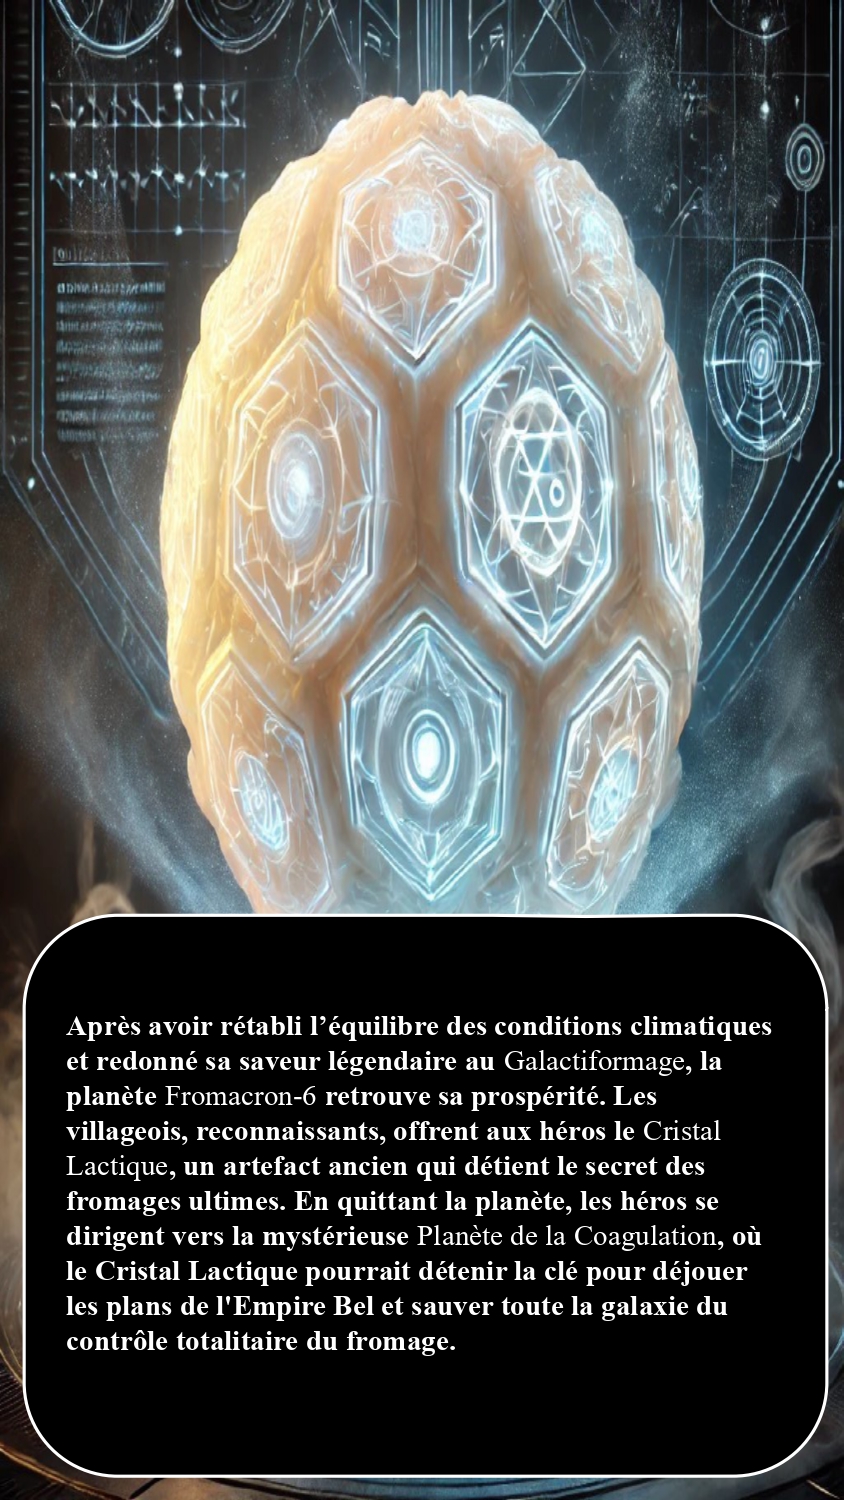 Après avoir rétabli l’équilibre des conditions climatiques
et redonné sa saveur légendaire au Galactiformage, la
planète Fromacron-6 retrouve sa prospérité. Les
villageois, reconnaissants, offrent aux héros le Cristal
Lactique, un artefact ancien qui détient le secret des
fromages ultimes. En quittant la planète, les héros se
dirigent vers la mystérieuse Planète de la Coagulation, où
le Cristal Lactique pourrait détenir la clé pour déjouer
les plans de l'Empire Bel et sauver toute la galaxie du
contrôle totalitaire du fromage.